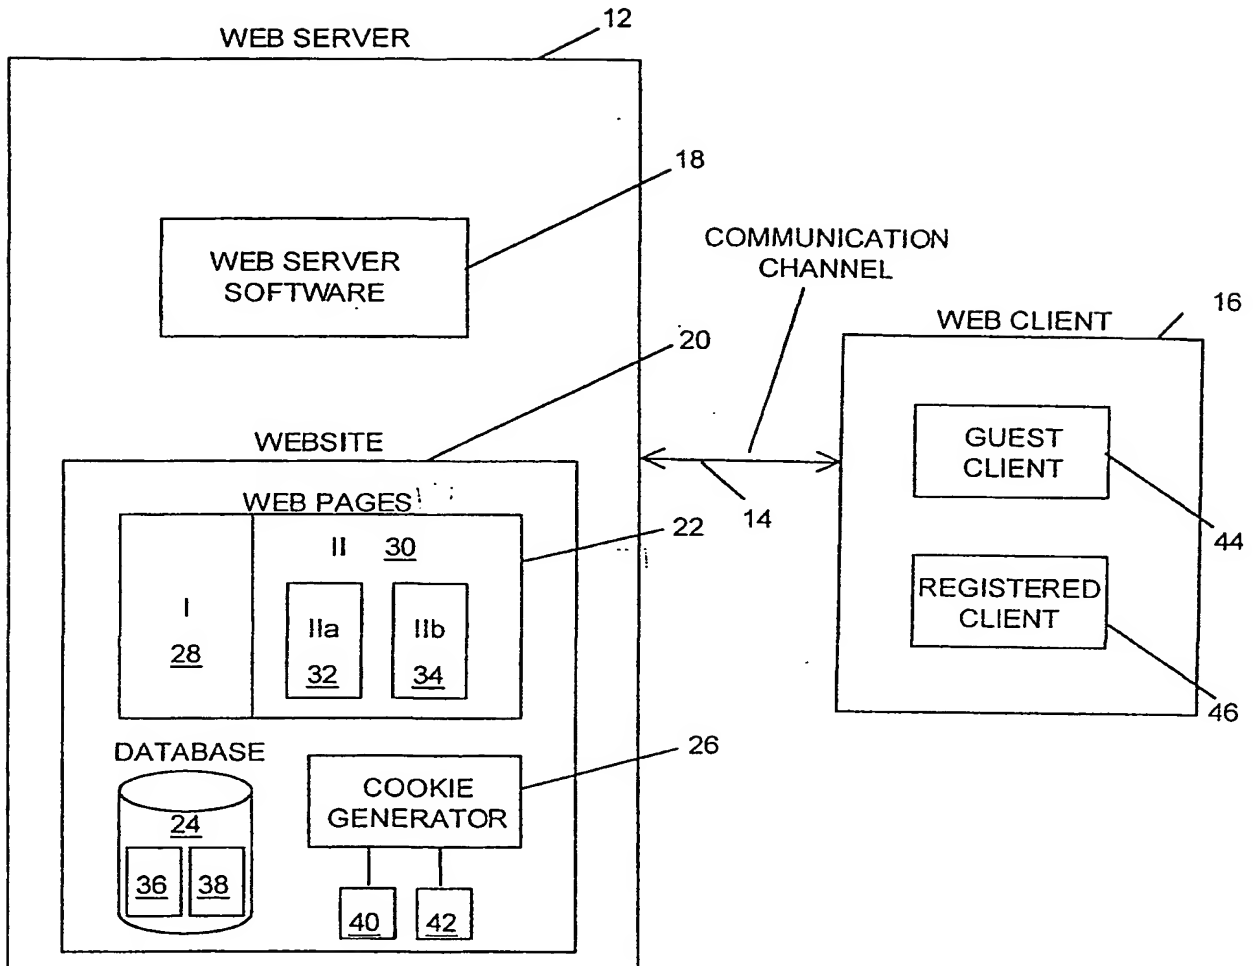 WEB SERVER
12
18
WEB SERVER
SOFTWARE
COMMUNICATION
CHANNEL
16
WEB CLIENT
20
GUEST
CLIENT
WEBSITE
14
44
WEB PAGES
22
II 30
REGISTERED
CLIENT
I
28
IIa
32
IIb
34
46
DATABASE
26
COOKIE
GENERATOR
24
36
38
40
42